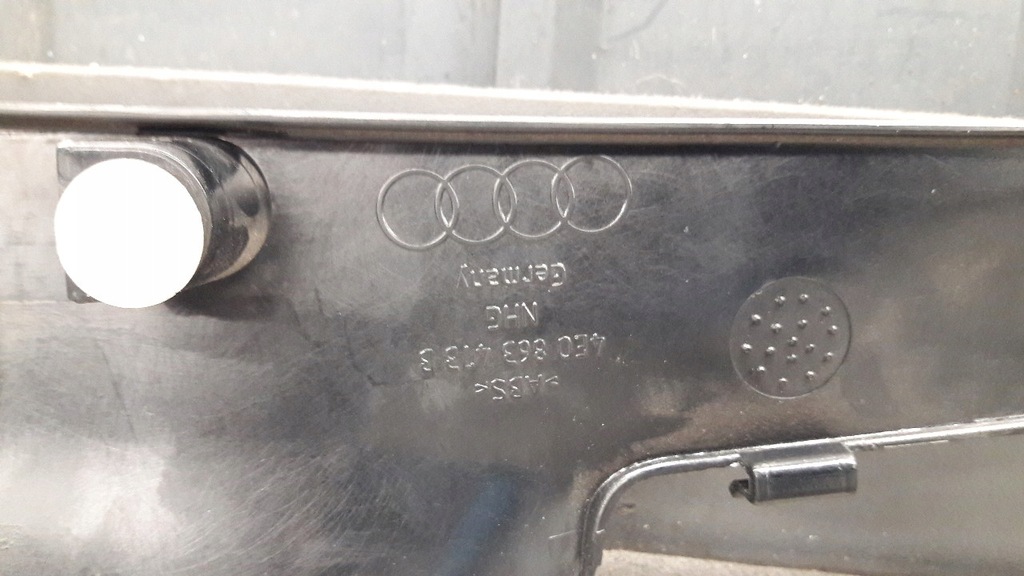 >ABS<
4E0 863 413 B
NHG
Germany